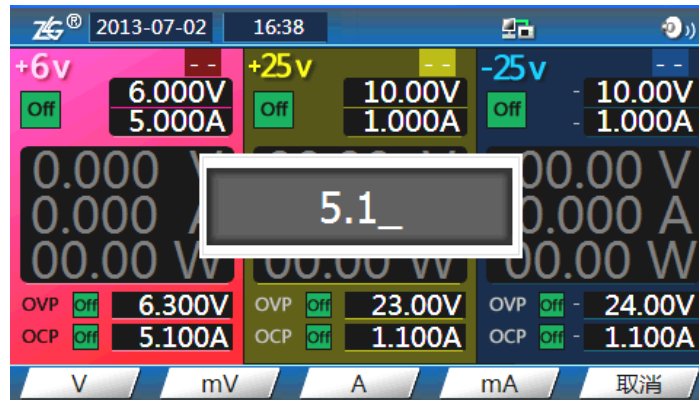 ZLG® 2013-07-02 16:38
+6v -- +25v -- -25v --
Off 6.000V Off 10.00V Off - 10.00V
5.000A 1.000A - 1.000A
0.000 V 00.00 V
0.000 5.1_ 0.000 A
00.00 W 00.00 W 00.00 W
OVP Off 6.300V OVP Off 23.00V OVP Off - 24.00V
OCP Off 5.100A OCP Off 1.100A OCP Off - 1.100A
V mV A mA 取消